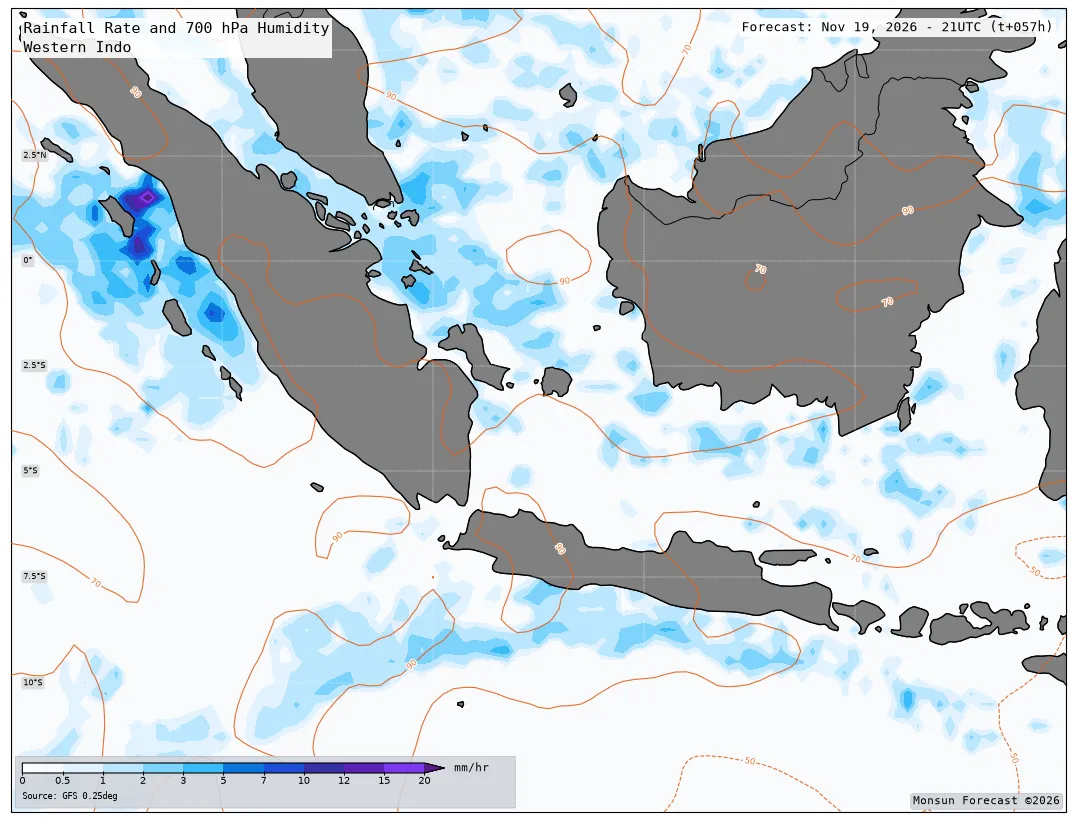 Rainfall Rate and 700 hPa Humidity
Western Indo
Forecast: Nov 19, 2026 - 21UTC (t+057h)
70
90
90
2.5°N
90
0°
90
70
70
2.5°S
5°S
90
90
70
50
7.5°S
70
90
10°S
50
50
mm/hr
0 0.5 1 2 3 5 7 10 12 15 20
Source: GFS 0.25deg
Monsun Forecast ©2026